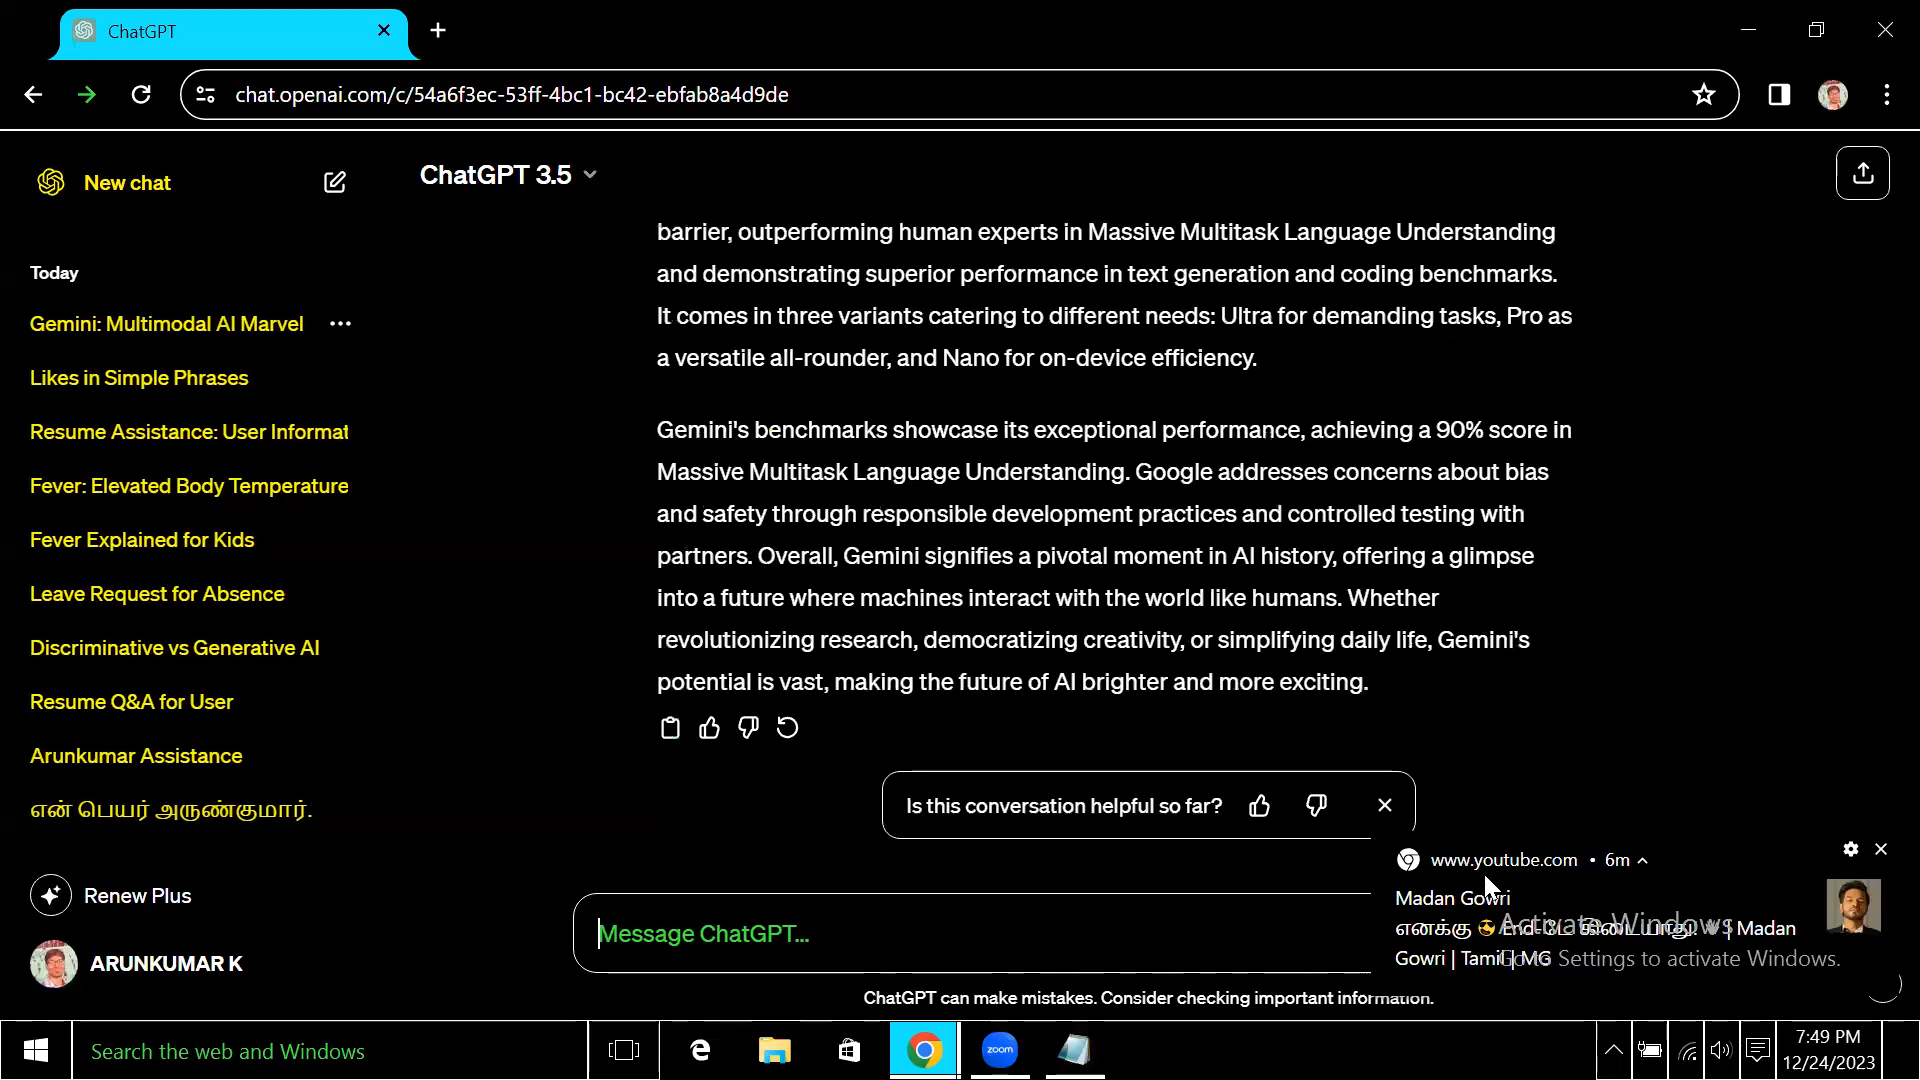 ChatGPT
chat.openai.com/c/54a6f3ec-53ff-4bc1-bc42-ebfab8a4d9de
New chat
ChatGPT 3.5
Today
Gemini: Multimodal AI Marvel
Likes in Simple Phrases
Resume Assistance: User Informat
Fever: Elevated Body Temperature
Fever Explained for Kids
Leave Request for Absence
Discriminative vs Generative AI
Resume Q&A for User
Arunkumar Assistance
என் பெயர் அருண்குமார்.
Renew Plus
ARUNKUMAR K
barrier, outperforming human experts in Massive Multitask Language Understanding
and demonstrating superior performance in text generation and coding benchmarks.
It comes in three variants catering to different needs: Ultra for demanding tasks, Pro as
a versatile all-rounder, and Nano for on-device efficiency.
Gemini's benchmarks showcase its exceptional performance, achieving a 90% score in
Massive Multitask Language Understanding. Google addresses concerns about bias
and safety through responsible development practices and controlled testing with
partners. Overall, Gemini signifies a pivotal moment in AI history, offering a glimpse
into a future where machines interact with the world like humans. Whether
revolutionizing research, democratizing creativity, or simplifying daily life, Gemini's
potential is vast, making the future of AI brighter and more exciting.
Is this conversation helpful so far?
Message ChatGPT...
ChatGPT can make mistakes. Consider checking important information.
www.youtube.com • 6m
Madan Gowri
எனக்கு 😎 End-ஏ | Madan
Gowri | Tamil | MG
Activate Windows
Go to Settings to activate Windows.
Search the web and Windows
zoom
7:49 PM
12/24/2023